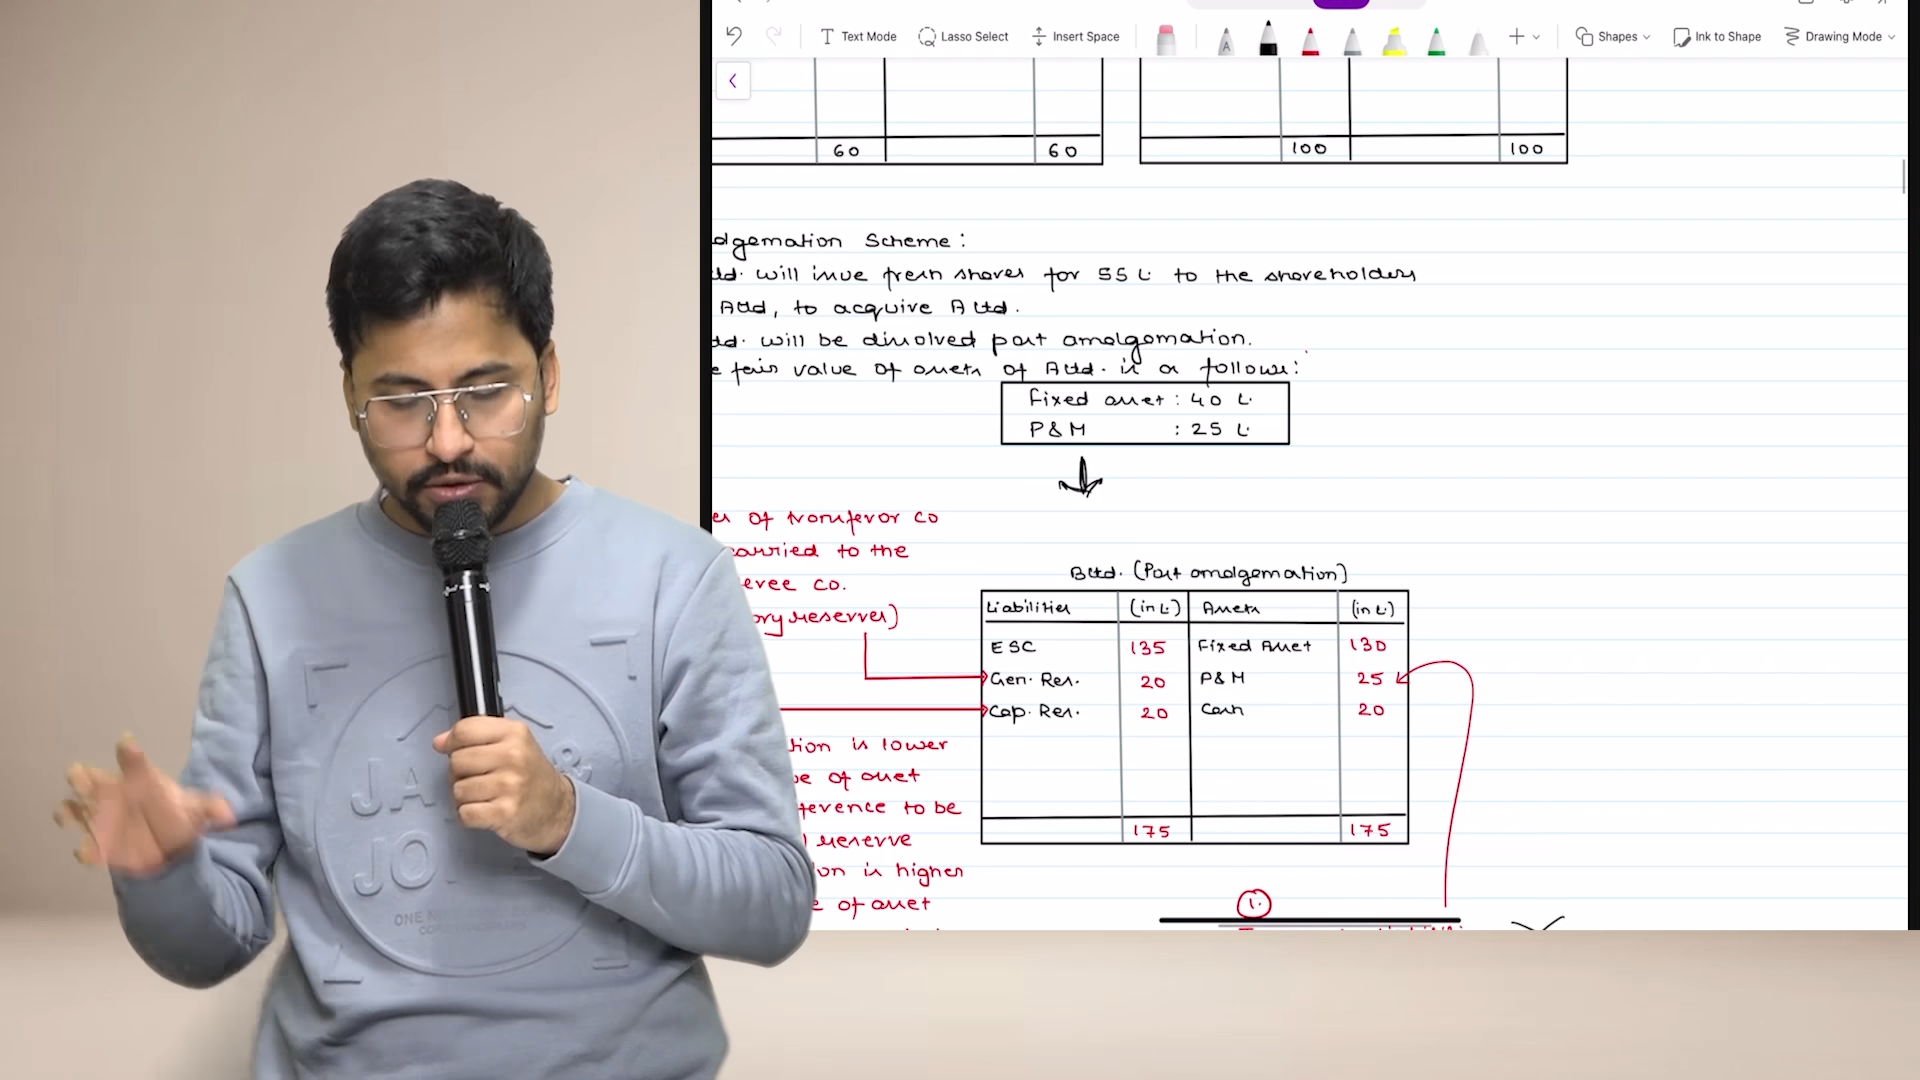 Text Mode Lasso Select Insert Space A Shapes Ink to Shape Drawing Mode
60 60 100 100
Scheme:
will issue fresh shares for 55 L to the shareholders
A Ltd, to acquire A Ltd.
will be dissolved post amalgamation.
fair value of assets of A Ltd. is as follows:
Fixed asset : 40 L
P&M : 25 L
of transferor co
carried to the
co.
B Ltd. (Post amalgamation)
Liabilities (in L) Assets (in L)
ESC 135 Fixed Asset 130
Gen. Res. 20 P&M 25
Cap. Res. 20 Cash 20
is lower
of asset
to be
reserve
is higher
of asset
175 175
1.
JA
JO